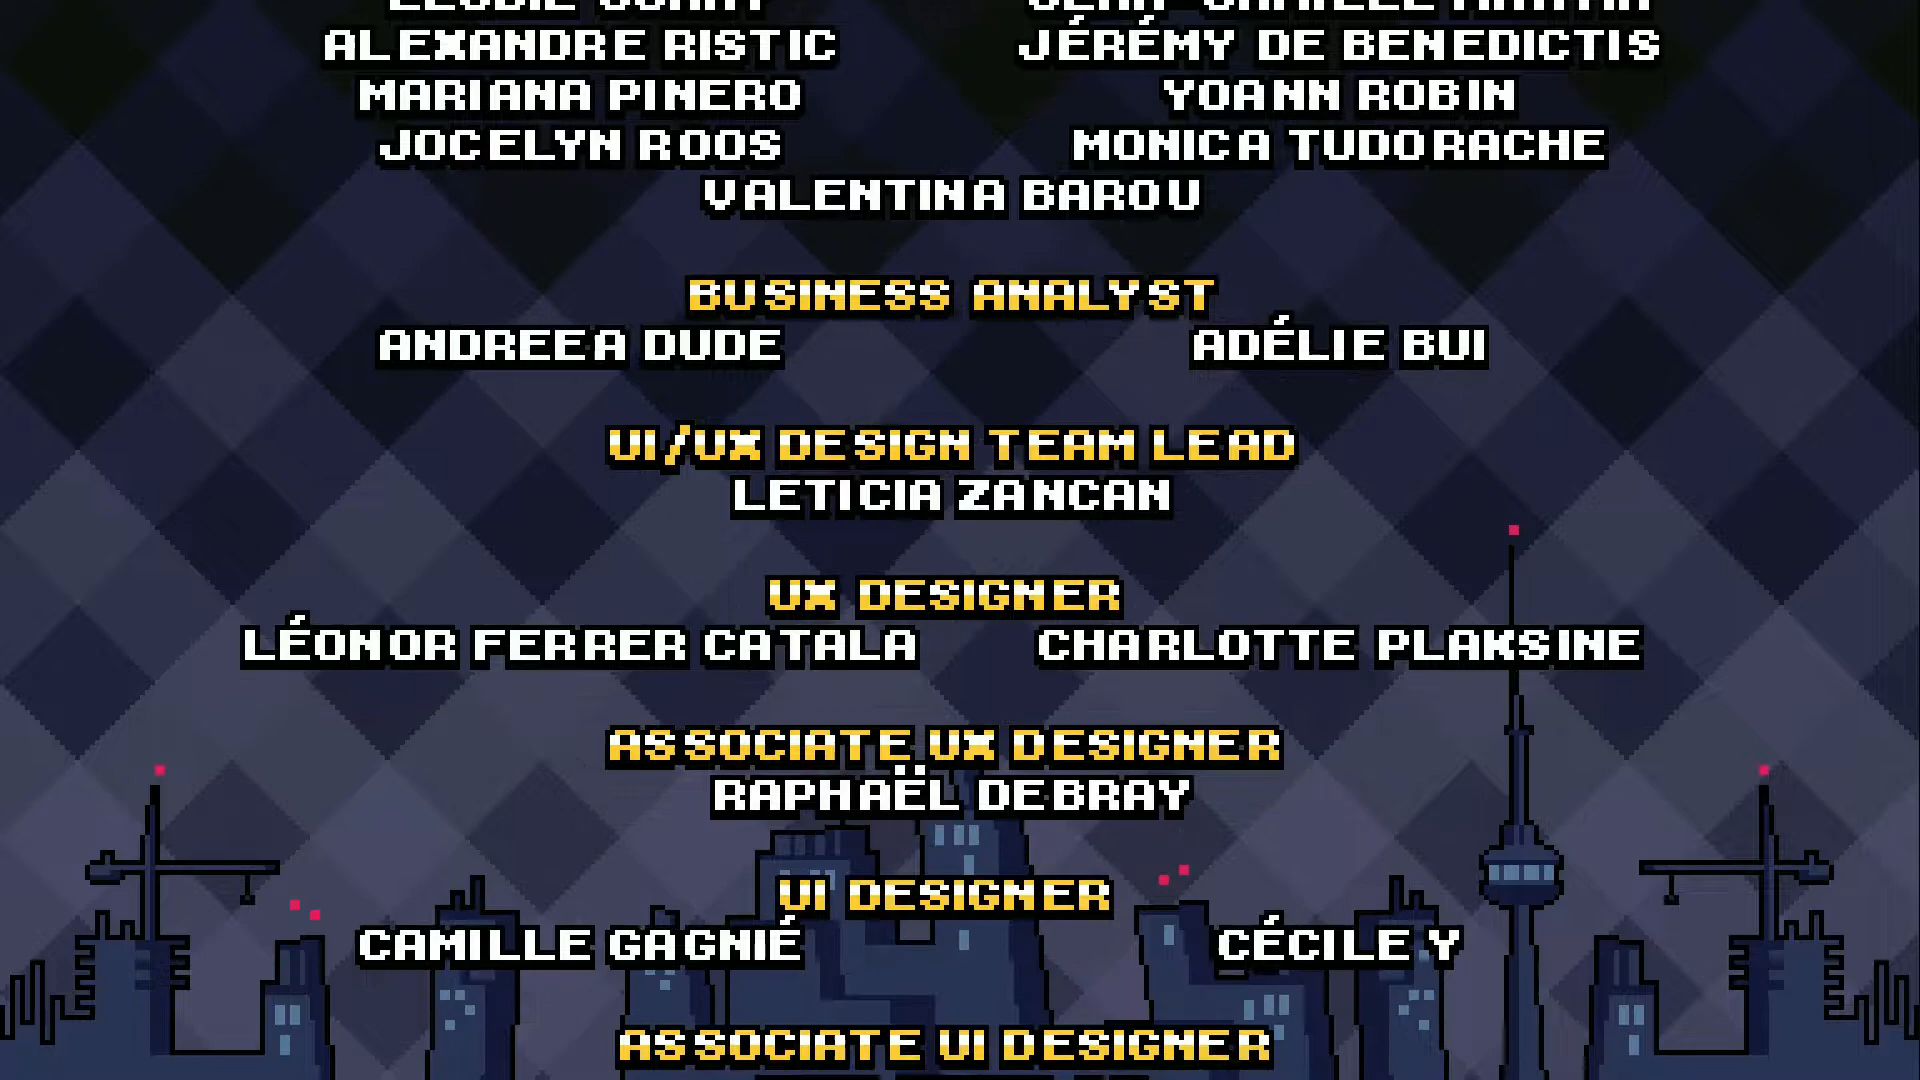 ALEXANDRE RISTIC JÉRÉMY DE BENEDICTIS
MARIANA PINERO YOANN ROBIN
JOCELYN ROOS MONICA TUDORACHE
VALENTINA BAROU
BUSINESS ANALYST
ANDREEA DUDE ADÉLIE BUI
UI/UX DESIGN TEAM LEAD
LETICIA ZANCAN
UX DESIGNER
LÉONOR FERRER CATALA CHARLOTTE PLAKSINE
ASSOCIATE UX DESIGNER
RAPHAËL DEBRAY
UI DESIGNER
CAMILLE GAGNIÉ CÉCILE Y
ASSOCIATE UI DESIGNER